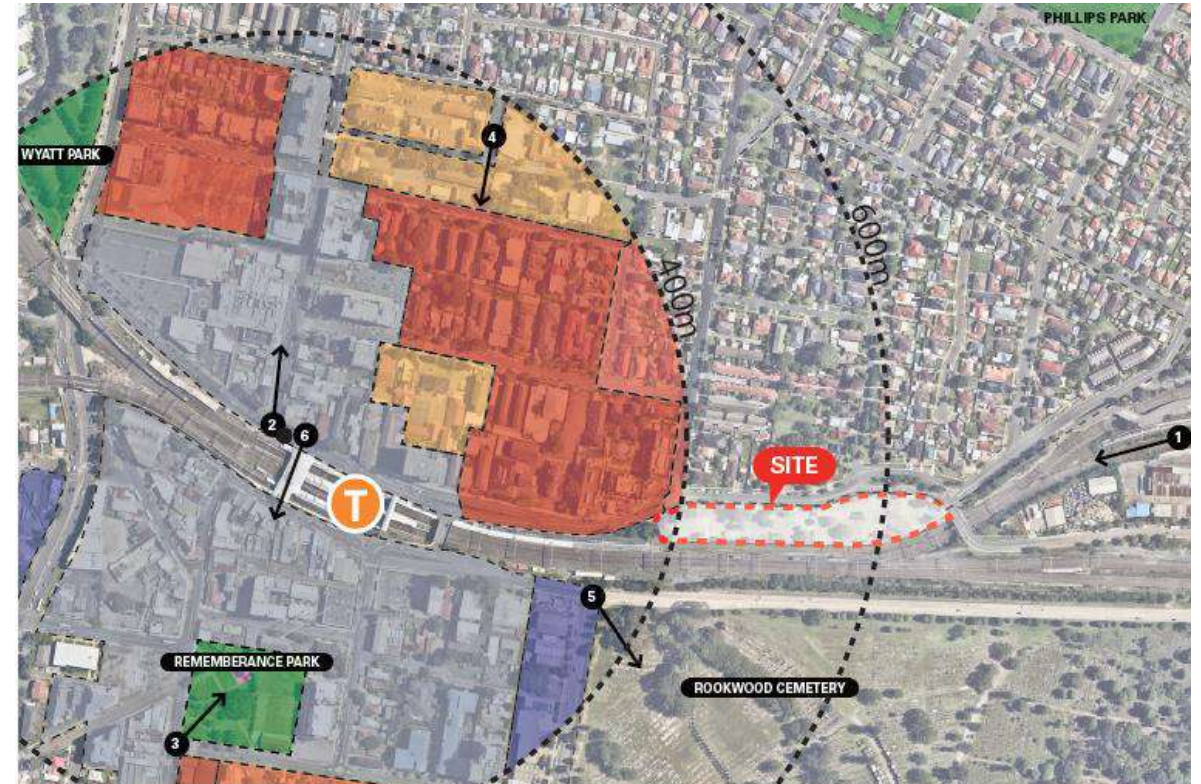 PHILLIPS PARK
WYATT PARK
4
600m
400m
2
6
SITE
1
T
5
REMEMBERANCE PARK
ROOKWOOD CEMETERY
3